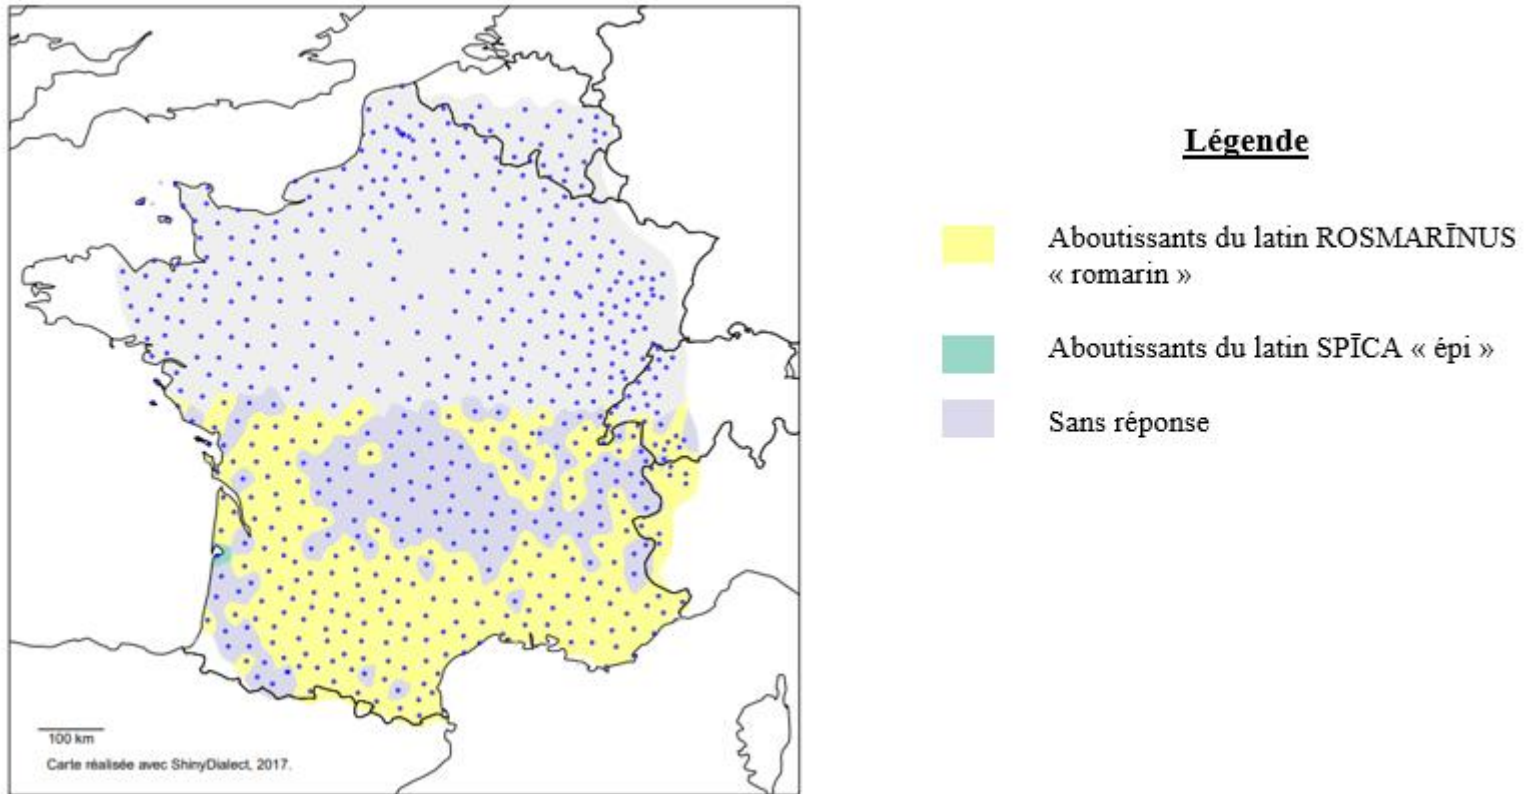 Légende
Aboutissants du latin ROSMARĪNUS
« romarin »
Aboutissants du latin SPĪCA « épi »
Sans réponse
100 km
Carte réalisée avec ShinyDialect, 2017.